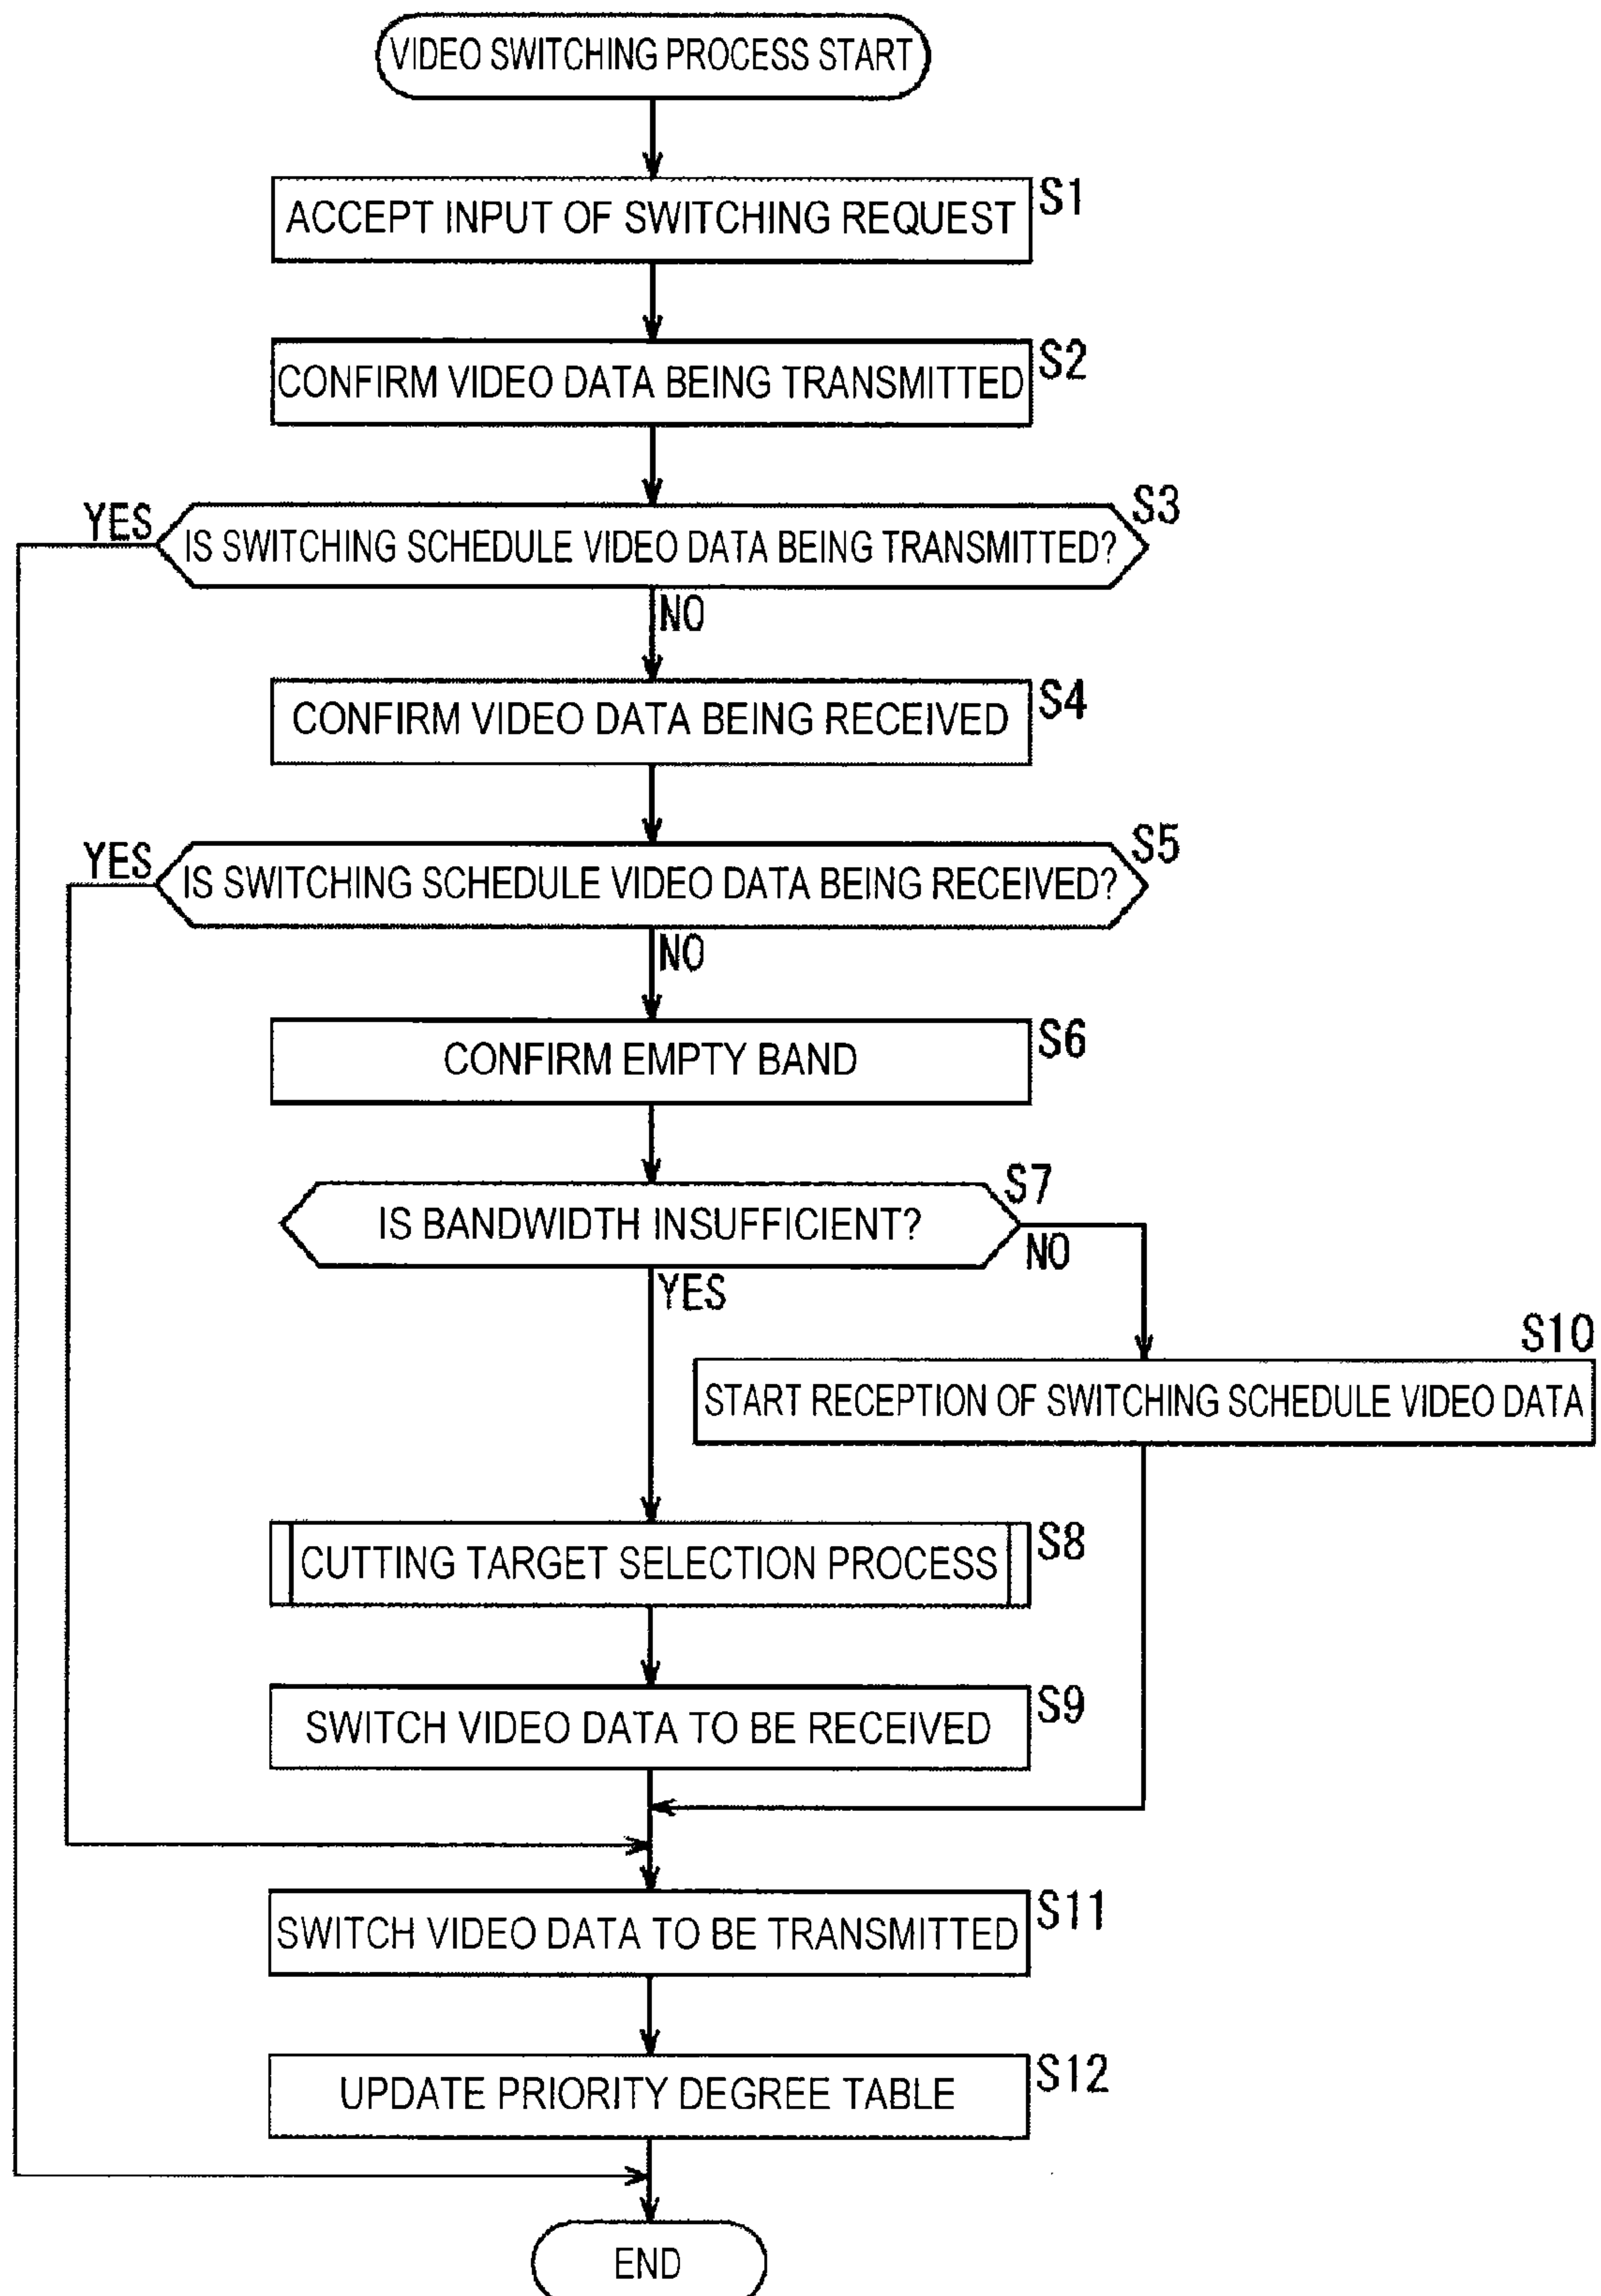 VIDEO SWITCHING PROCESS START
S1
ACCEPT INPUT OF SWITCHING REQUEST
S2
CONFIRM VIDEO DATA BEING TRANSMITTED
S3
YES
IS SWITCHING SCHEDULE VIDEO DATA BEING TRANSMITTED?
NO
S4
CONFIRM VIDEO DATA BEING RECEIVED
S5
YES
IS SWITCHING SCHEDULE VIDEO DATA BEING RECEIVED?
NO
S6
CONFIRM EMPTY BAND
S7
IS BANDWIDTH INSUFFICIENT?
NO
YES
S10
START RECEPTION OF SWITCHING SCHEDULE VIDEO DATA
S8
CUTTING TARGET SELECTION PROCESS
S9
SWITCH VIDEO DATA TO BE RECEIVED
S11
SWITCH VIDEO DATA TO BE TRANSMITTED
S12
UPDATE PRIORITY DEGREE TABLE
END